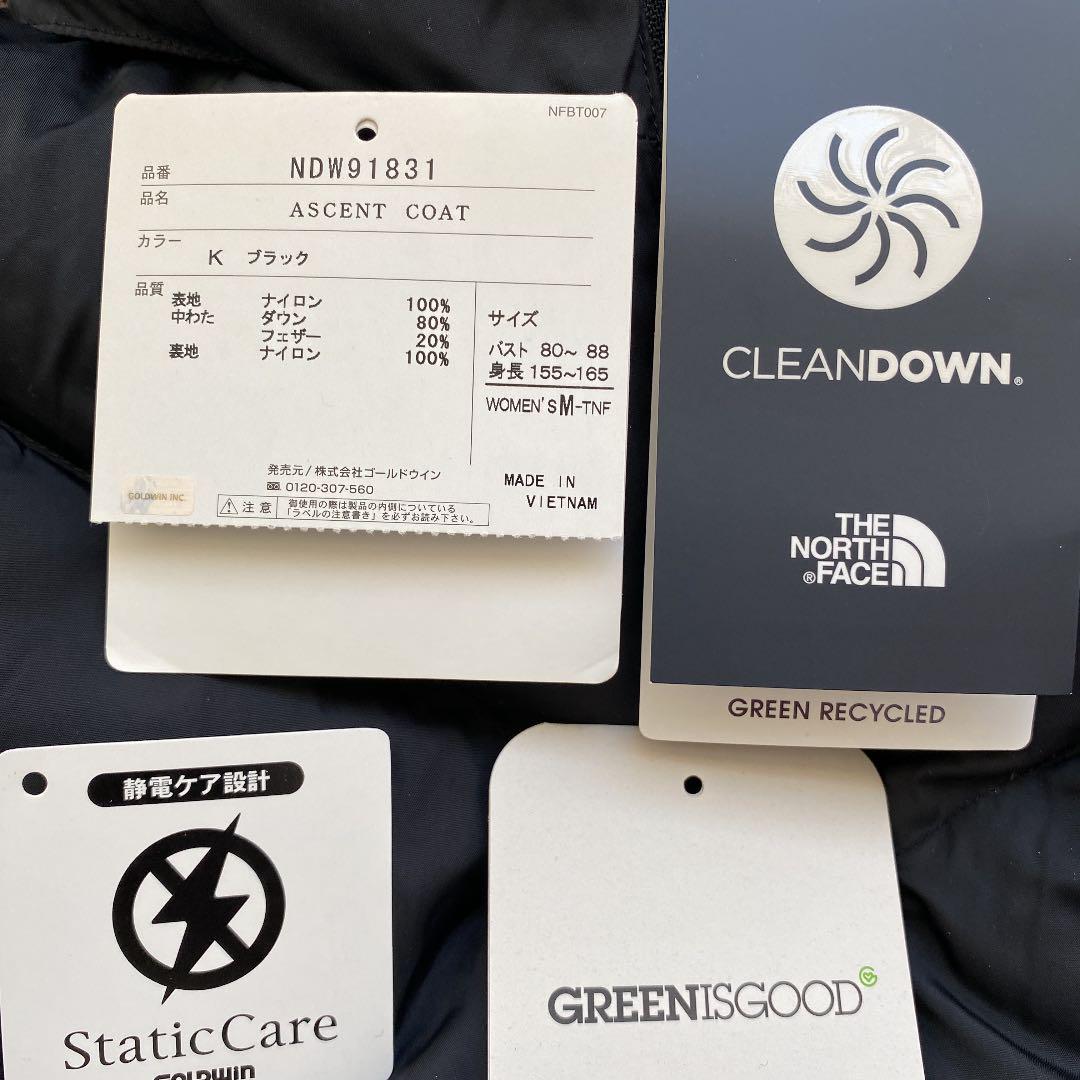 NFBT007
品番 NDW91831
品名 ASCENT COAT
カラー K ブラック
品質
表地 ナイロン 100%
中わた ダウン 80%
フェザー 20%
裏地 ナイロン 100%
サイズ
バスト 80～ 88
身長 155～165
WOMEN'S M-TNF
発売元/株式会社ゴールドウイン
0120-307-560
GOLDWIN INC.
注意
御使用の際は製品の内側についている
「ラベルの注意書き」を必ずお読み下さい。
MADE IN
VIETNAM
CLEANDOWN®
THE
NORTH
®FACE
GREEN RECYCLED
静電ケア設計
StaticCare
GOLDWIN
GREENISGOOD